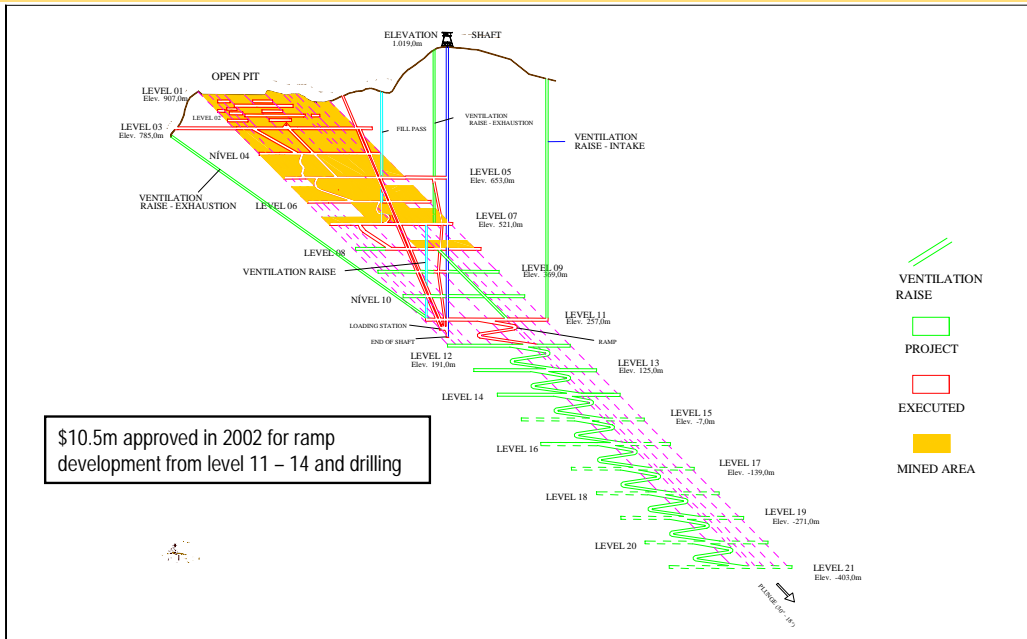 ELEVATION
1.019,0m
SHAFT
OPEN PIT
LEVEL 01
Elev. 907,0m
LEVEL 02
LEVEL 03
Elev. 785,0m
FILL PASS
VENTILATION
RAISE - EXHAUSTION
VENTILATION
RAISE - INTAKE
NÍVEL 04
LEVEL 05
Elev. 653,0m
VENTILATION
RAISE - EXHAUSTION
LEVEL 06
LEVEL 07
Elev. 521,0m
LEVEL 08
VENTILATION RAISE
LEVEL 09
Elev. 369,0m
NÍVEL 10
LEVEL 11
Elev. 257,0m
LOADING STATION
END OF SHAFT
RAMP
LEVEL 12
Elev. 191,0m
LEVEL 13
Elev. 125,0m
LEVEL 14
LEVEL 15
Elev. -7,0m
LEVEL 16
LEVEL 17
Elev. -139,0m
LEVEL 18
LEVEL 19
Elev. -271,0m
LEVEL 20
LEVEL 21
Elev. -403,0m
PLUNGE
VENTILATION
RAISE
PROJECT
EXECUTED
MINED AREA
$10.5m approved in 2002 for ramp
development from level 11 – 14 and drilling